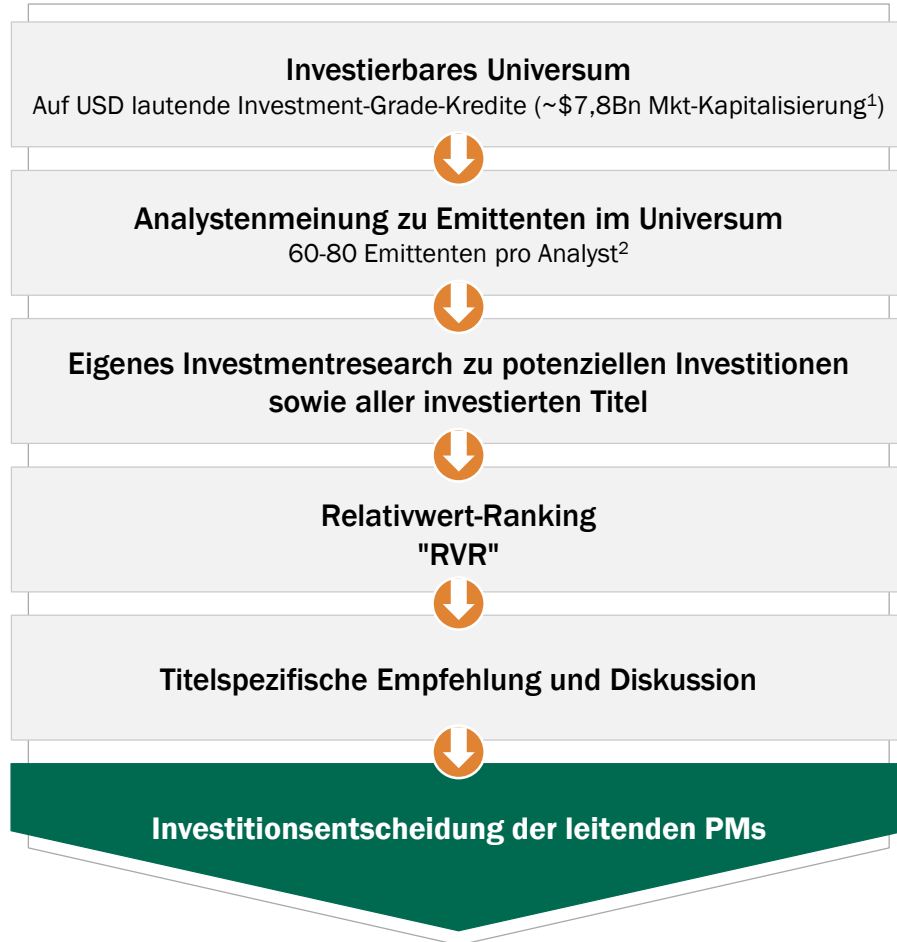 Investierbares Universum
Auf USD lautende Investment-Grade-Kredite (~$7,8Bn Mkt-Kapitalisierung¹)
Analystenmeinung zu Emittenten im Universum
60-80 Emittenten pro Analyst²
Eigenes Investmentresearch zu potenziellen Investitionen
sowie aller investierten Titel
Relativwert-Ranking
"RVR"
Titelspezifische Empfehlung und Diskussion
Investitionsentscheidung der leitenden PMs